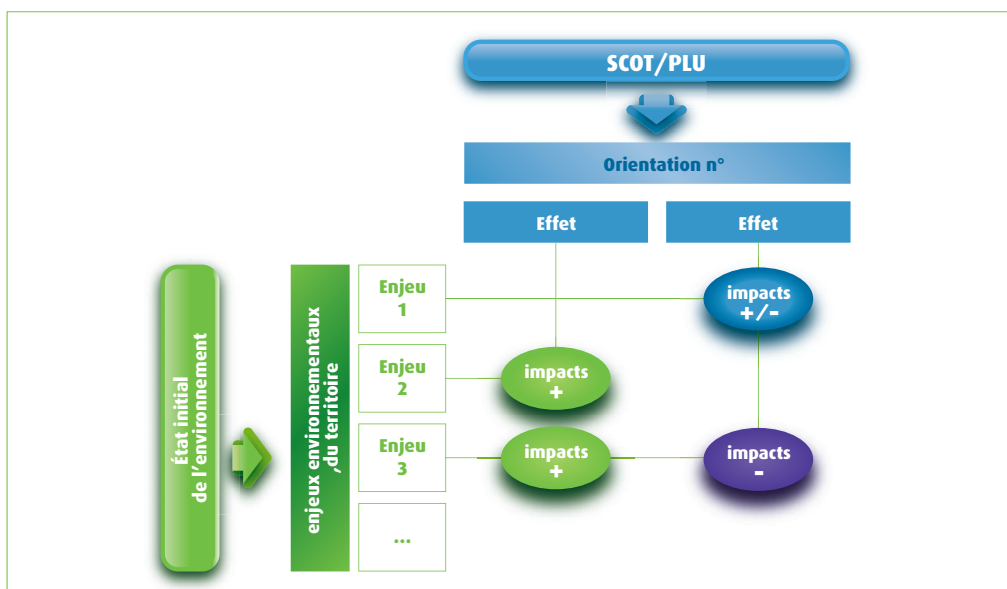 SCOT/PLU
Orientation n°
Effet
Effet
État initial
de l'environnement
enjeux environnementaux
,du territoire
Enjeu
1
impacts
+/-
Enjeu
2
impacts
+
Enjeu
3
impacts
+
impacts
-
...